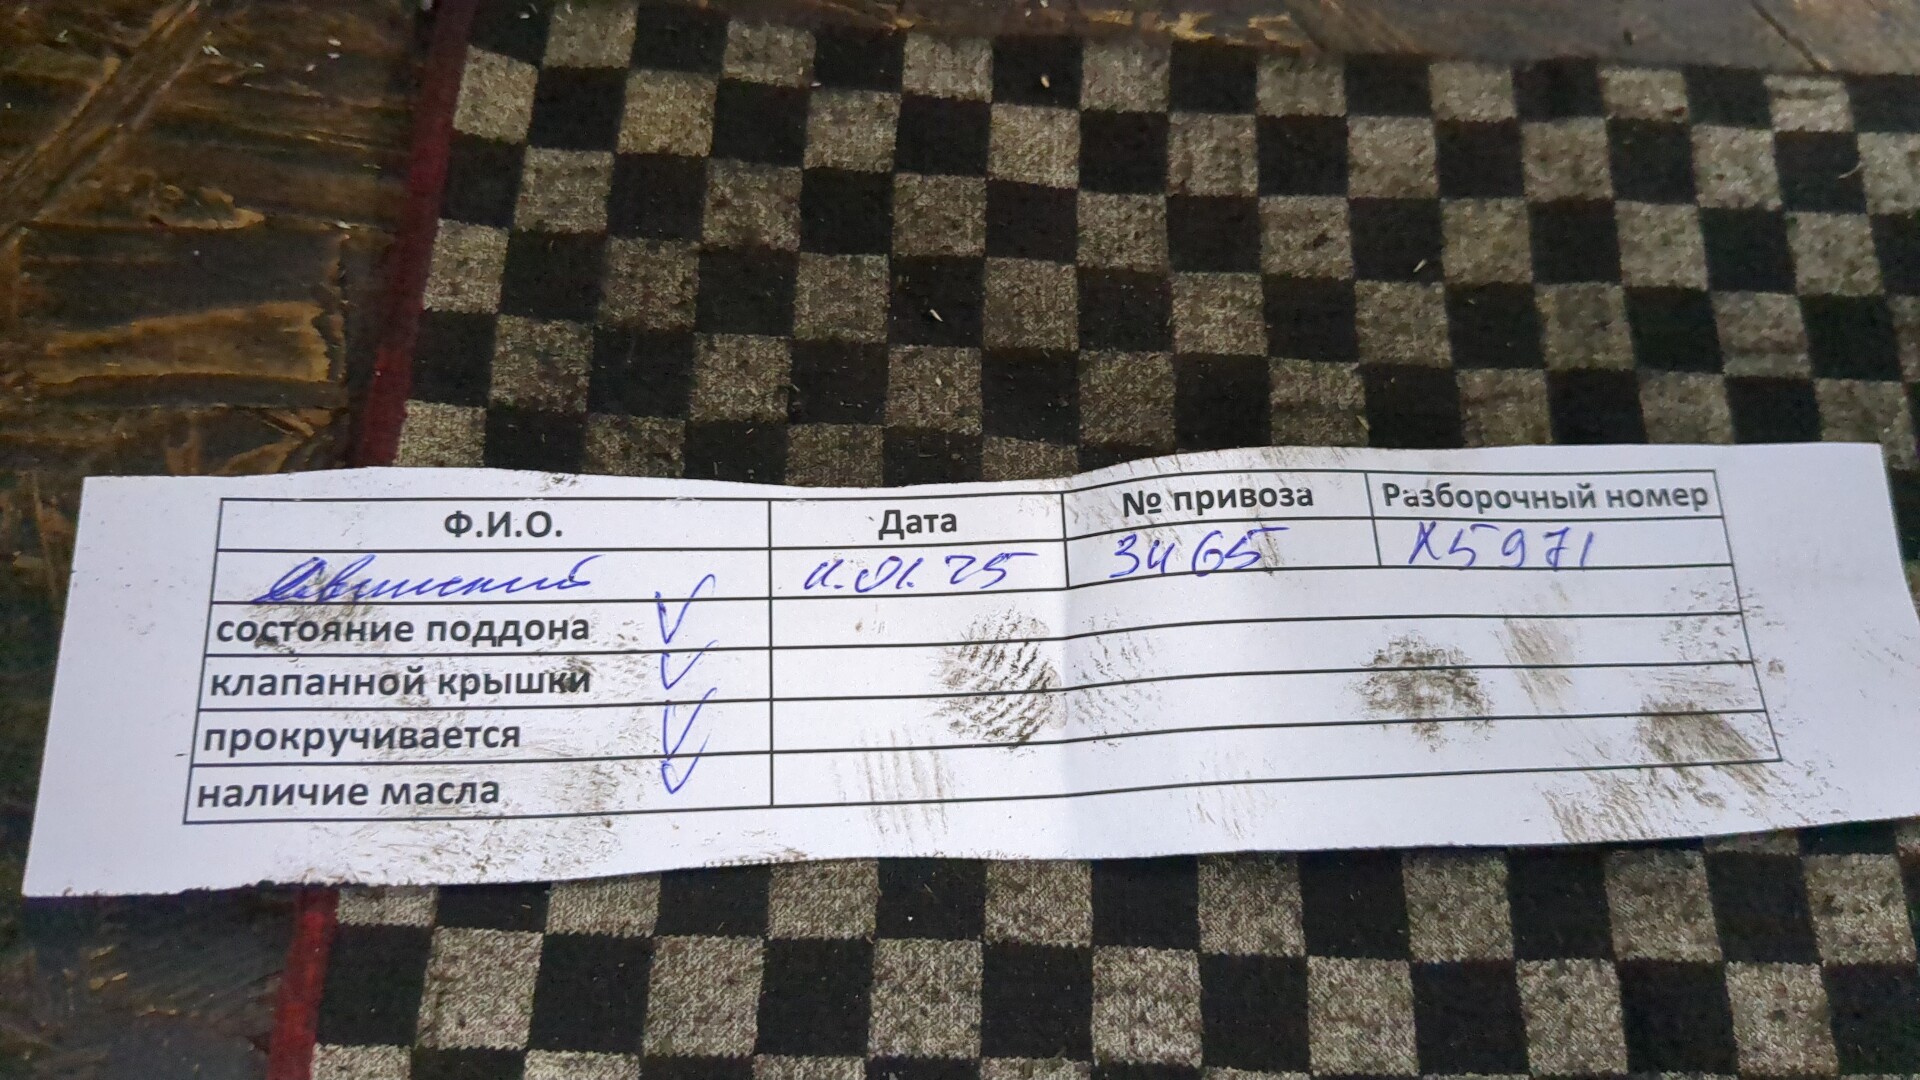 Ф.И.О. Дата № привоза Разборочный номер
11.01.25 3465 X5971
состояние поддона ✓
клапанной крышки ✓
прокручивается ✓
наличие масла ✓